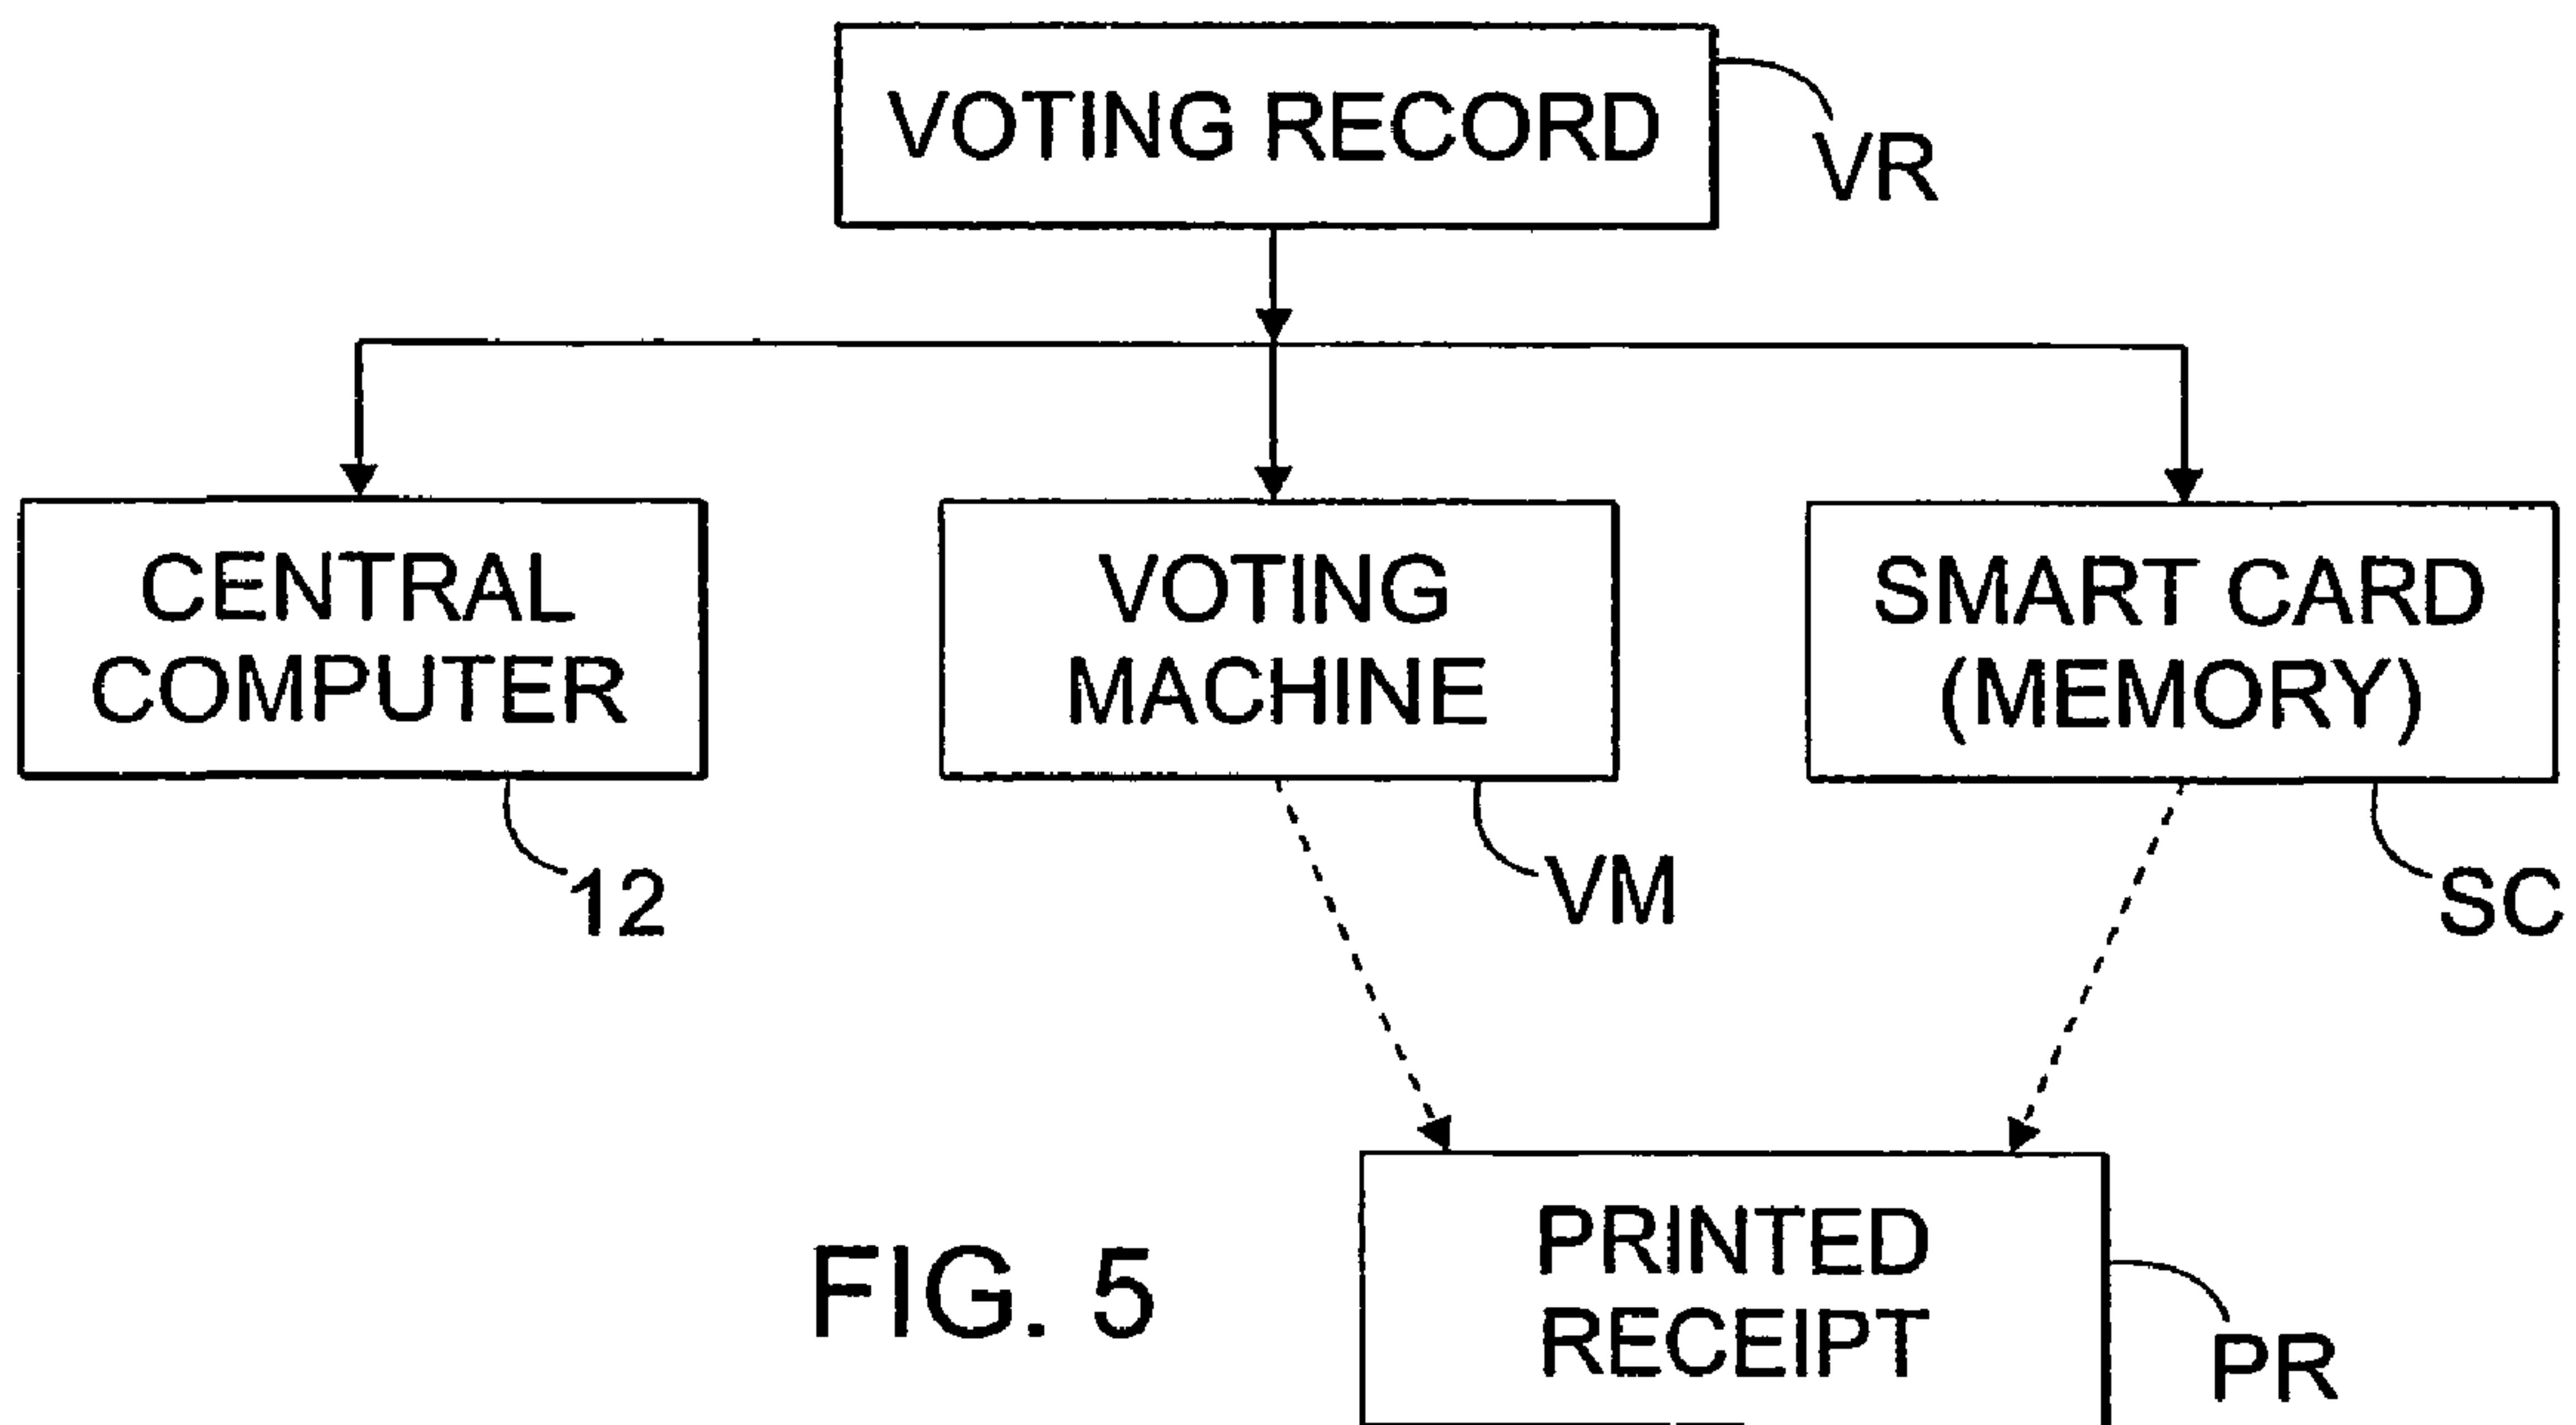 VOTING RECORD
VR
CENTRAL
COMPUTER
12
VOTING
MACHINE
VM
SMART CARD
(MEMORY)
SC
PRINTED
RECEIPT
PR
FIG. 5